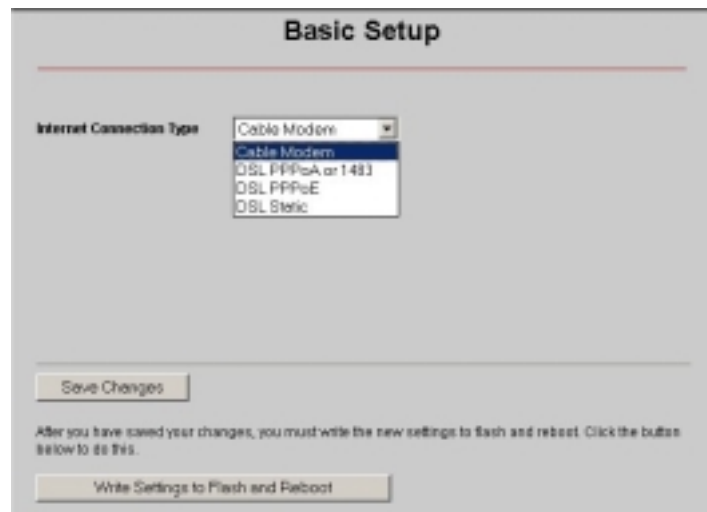 Basic Setup
Internet Connection Type
Cable Modem
Cable Modem
DSL PPPoA or 1483
DSL PPPoE
DSL Static
Save Changes
After you have saved your changes, you must write the new settings to flash and reboot. Click the button
below to do this.
Write Settings to Flash and Reboot